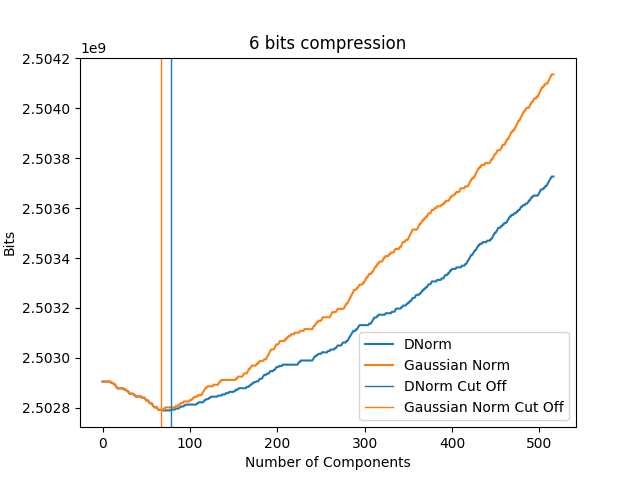 6 bits compression
1e9
2.5042
2.5040
2.5038
2.5036
2.5034
2.5032
2.5030
2.5028
Bits
DNorm
Gaussian Norm
DNorm Cut Off
Gaussian Norm Cut Off
0 100 200 300 400 500
Number of Components